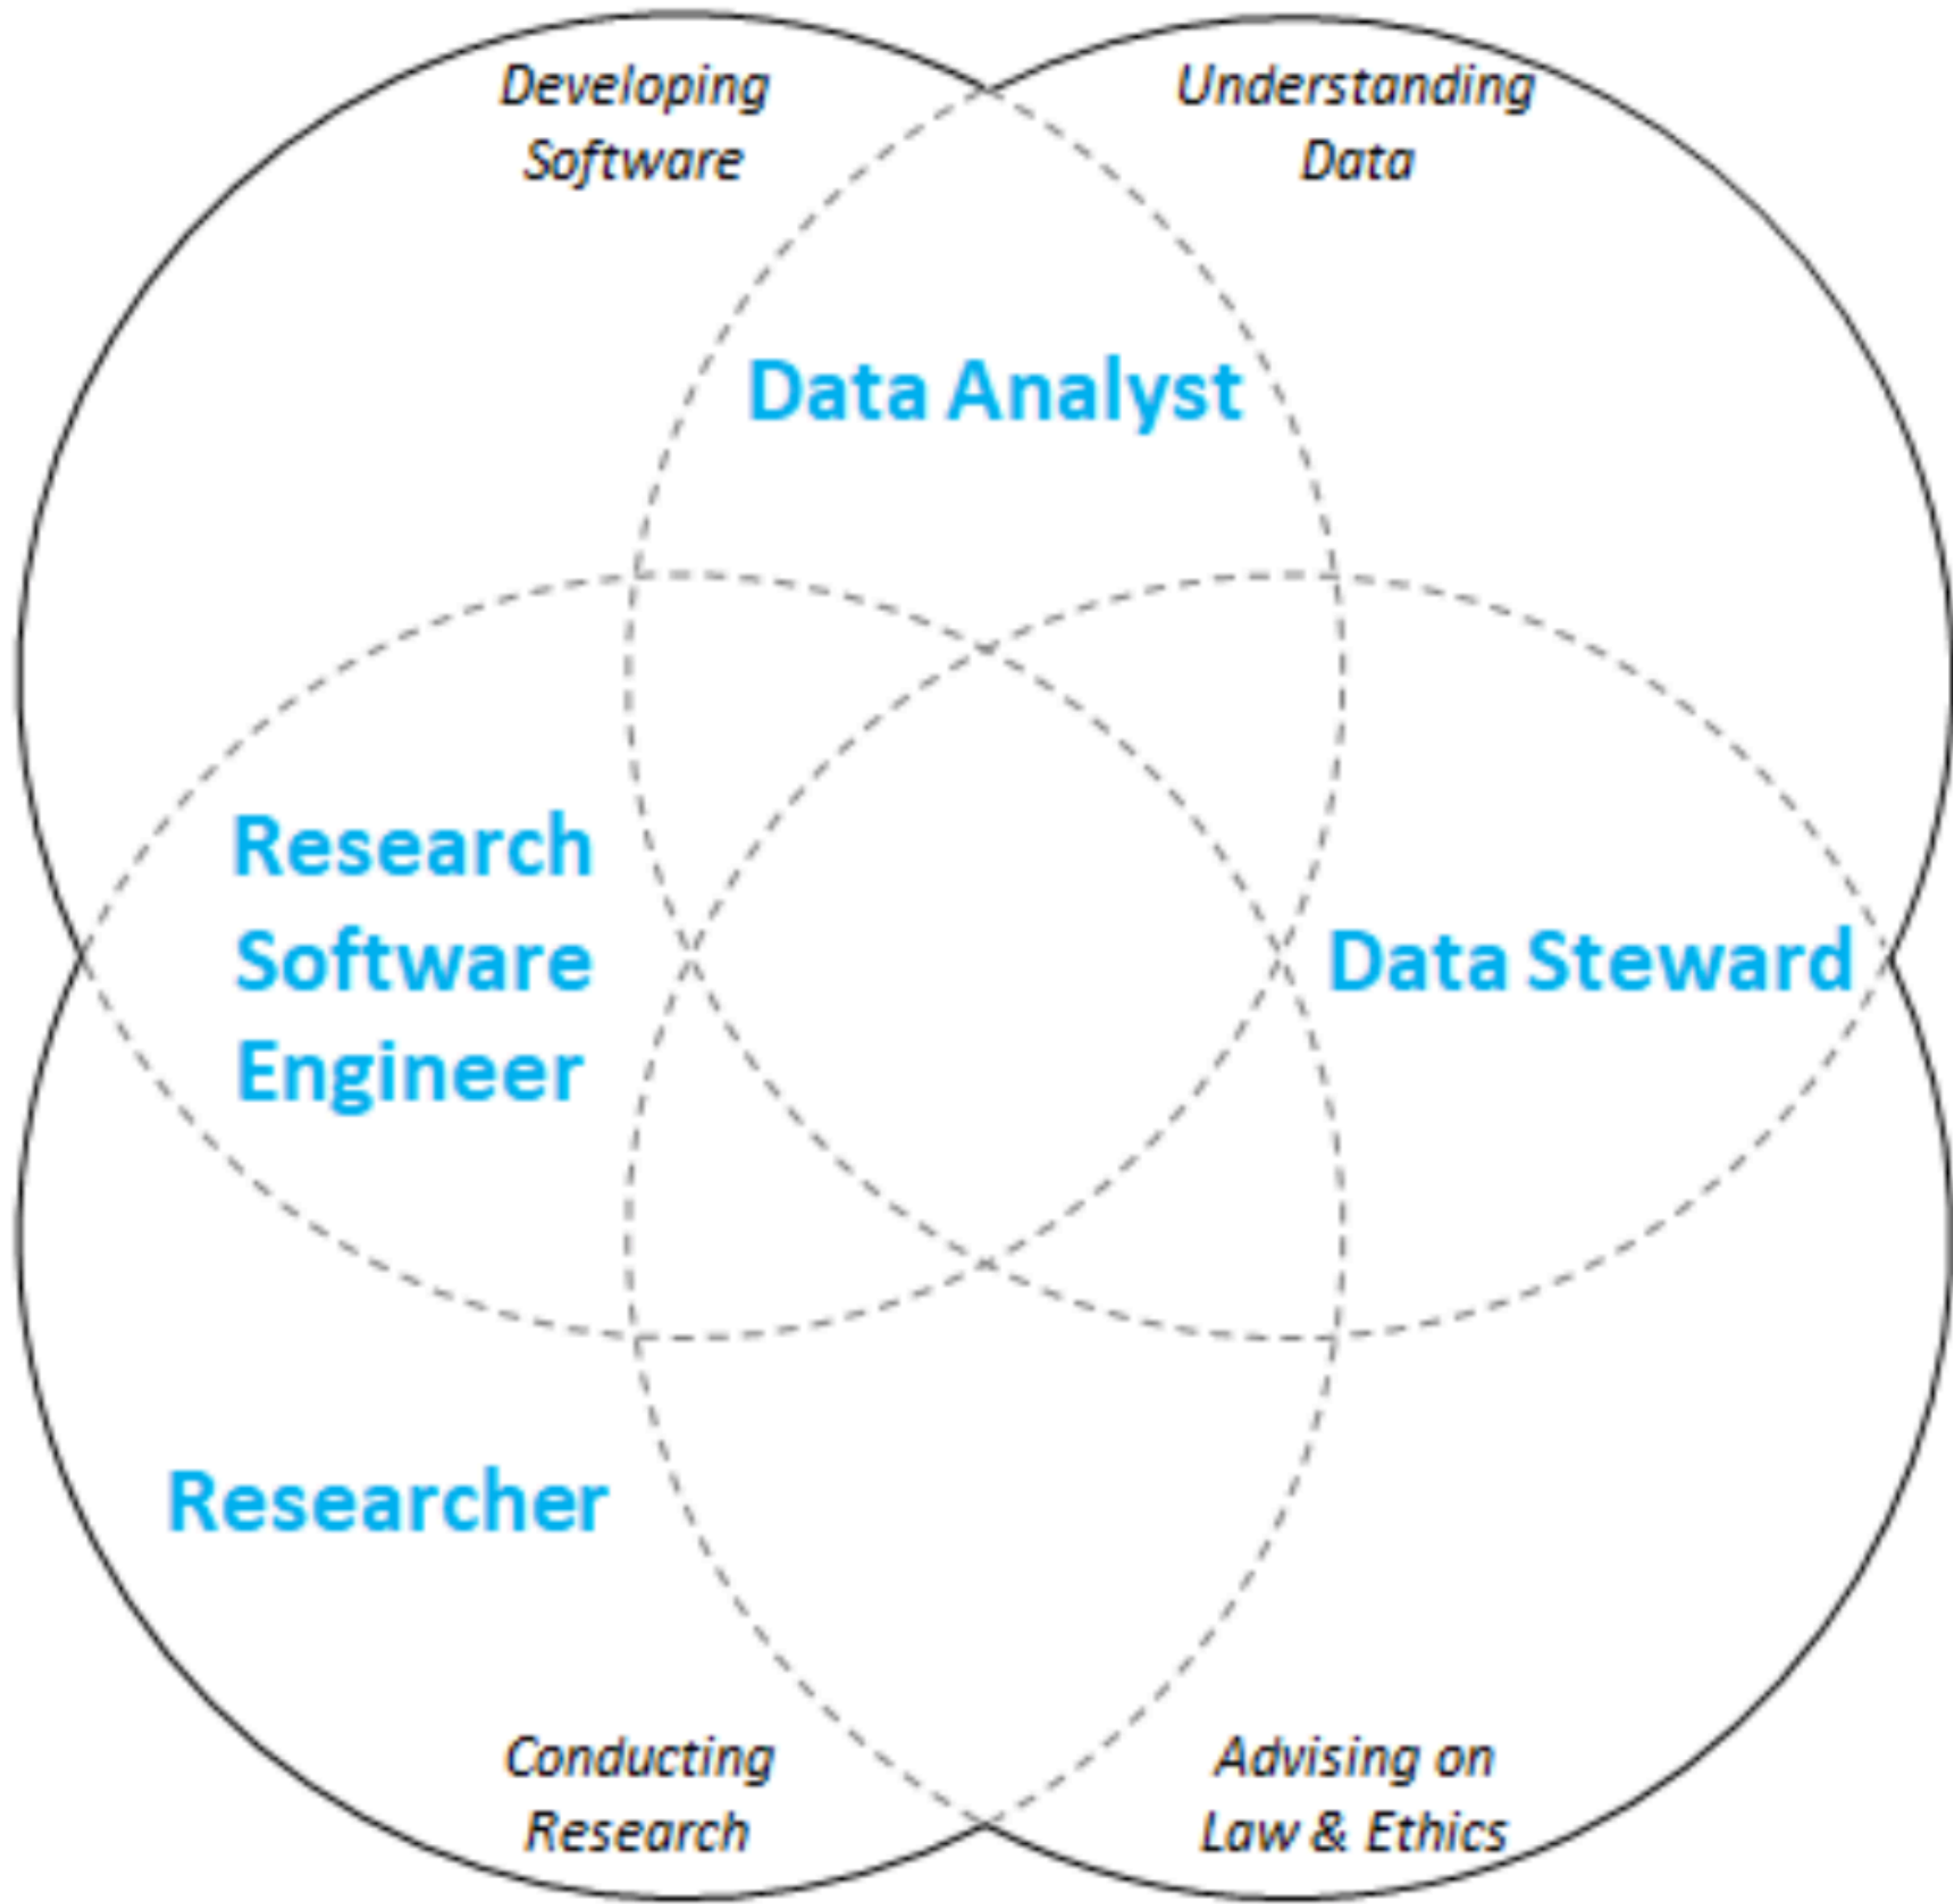 Developing
Software
Understanding
Data
Data Analyst
Research
Software
Engineer
Data Steward
Researcher
Conducting
Research
Advising on
Law & Ethics